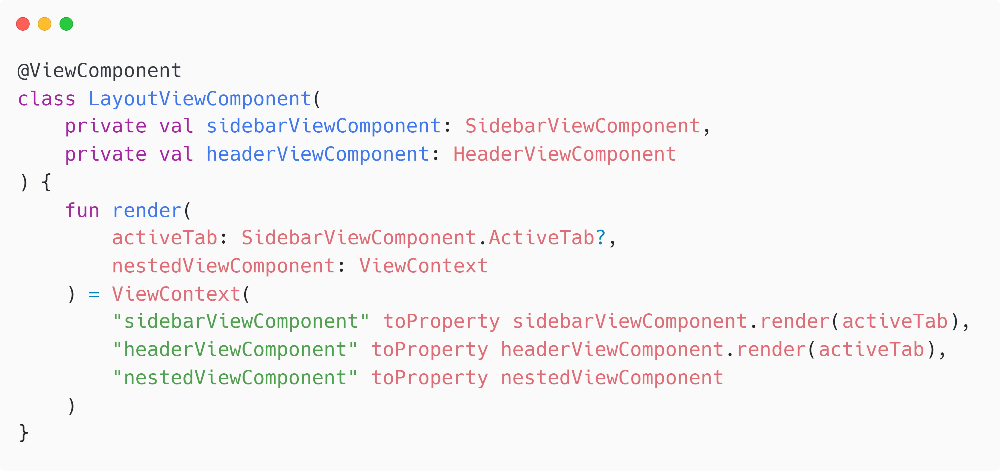 @ViewComponent
class LayoutViewComponent(
    private val sidebarViewComponent: SidebarViewComponent,
    private val headerViewComponent: HeaderViewComponent
) {
    fun render(
        activeTab: SidebarViewComponent.ActiveTab?,
        nestedViewComponent: ViewContext
    ) = ViewContext(
        "sidebarViewComponent" toProperty sidebarViewComponent.render(activeTab),
        "headerViewComponent" toProperty headerViewComponent.render(activeTab),
        "nestedViewComponent" toProperty nestedViewComponent
    )
}